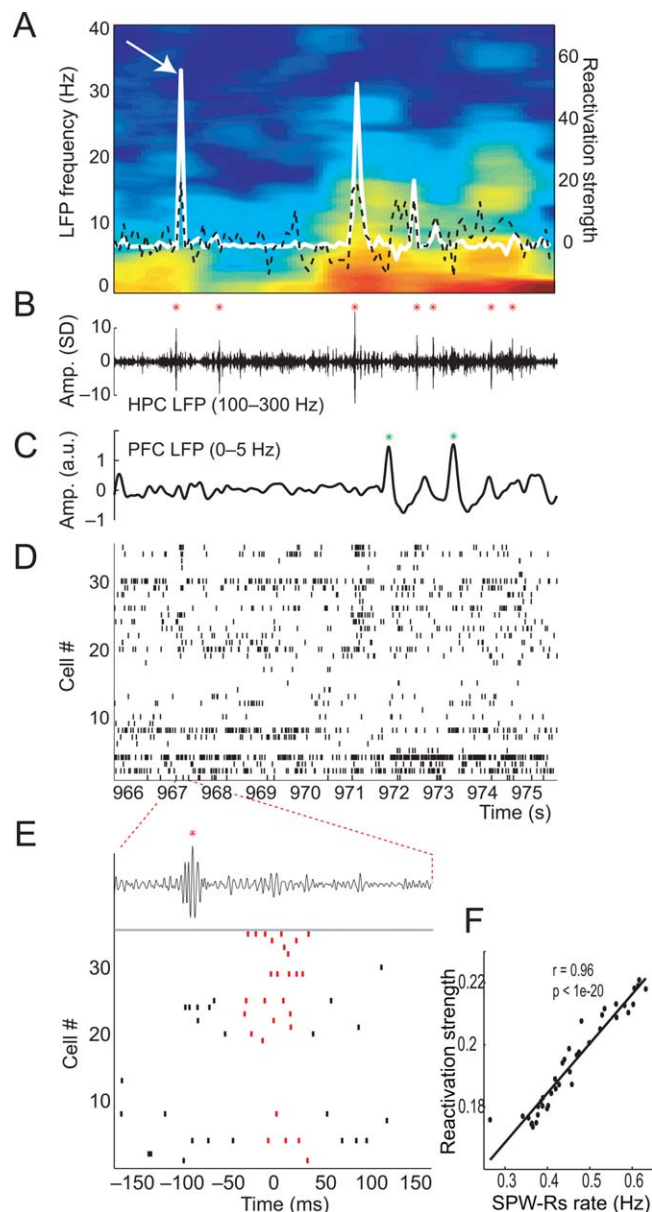 A
40
30
20
10
0
LFP frequency (Hz)
60
40
20
0
Reactivation strength
B
* * * * * * *
10
0
−10
Amp. (SD)
HPC LFP (100–300 Hz)
C
PFC LFP (0–5 Hz)
* *
1
0
−1
Amp. (a.u.)
D
30
20
10
Cell #
966 967 968 969 970 971 972 973 974 975
Time (s)
E
*
30
20
10
Cell #
−150 −100 −50 0 50 100 150
Time (ms)
F
r = 0.96
p < 1e-20
0.22
0.2
0.18
Reactivation strength
0.3 0.4 0.5 0.6
SPW-Rs rate (Hz)